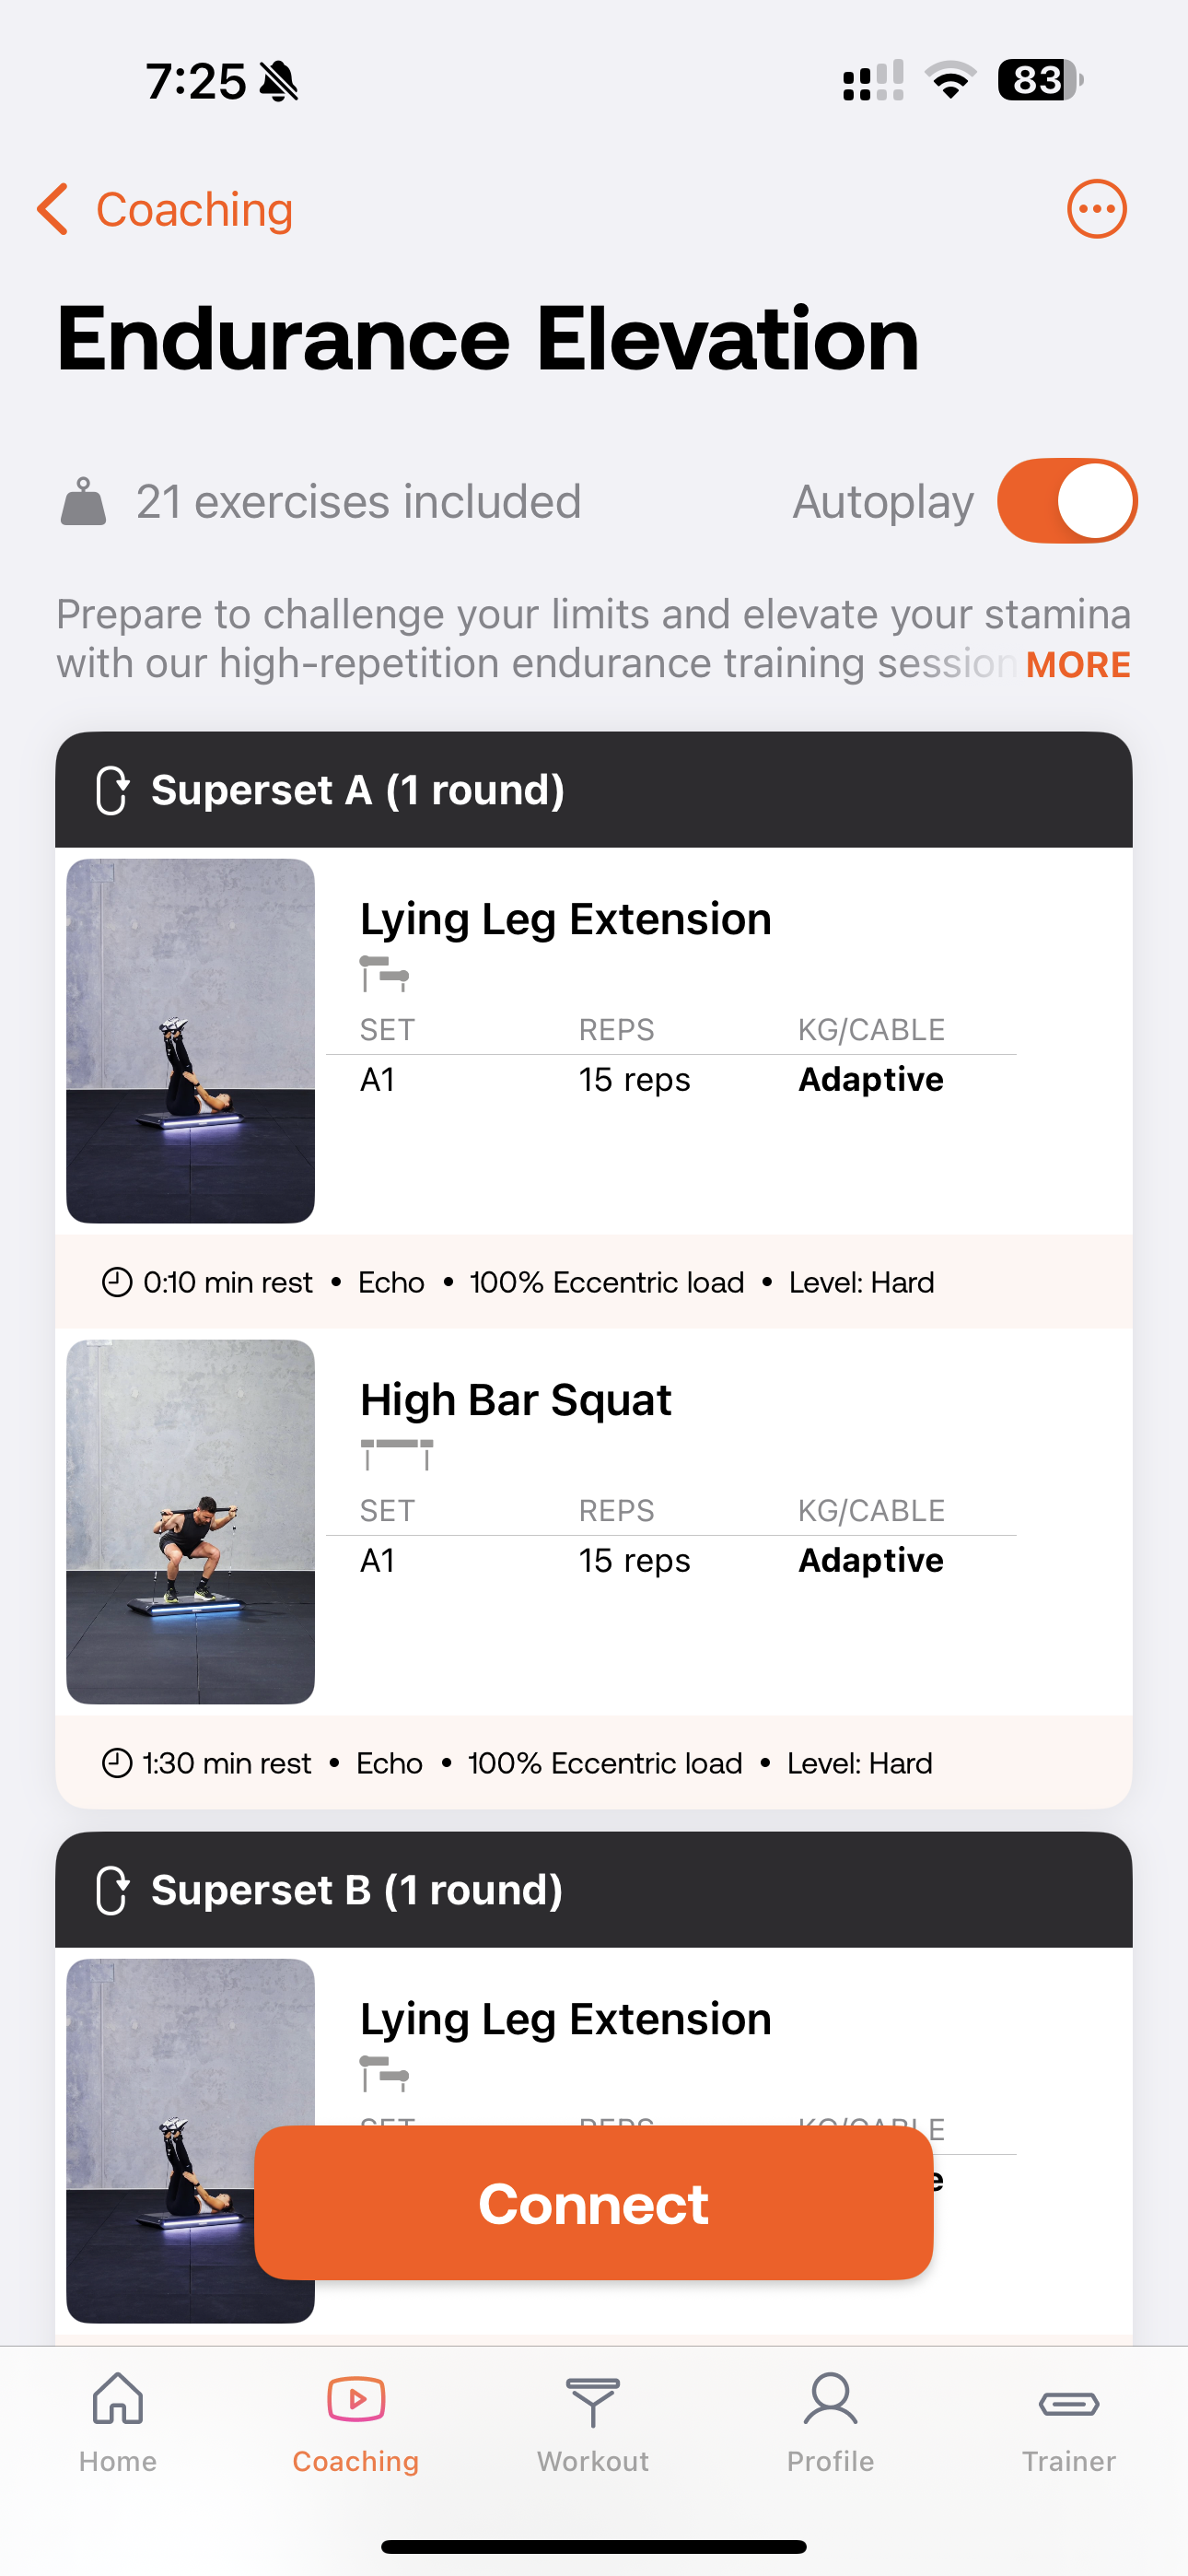 7:25
83
Coaching
Endurance Elevation
21 exercises included
Autoplay
Prepare to challenge your limits and elevate your stamina
with our high-repetition endurance training session MORE
Superset A (1 round)
Lying Leg Extension
SET REPS KG/CABLE
A1 15 reps Adaptive
0:10 min rest • Echo • 100% Eccentric load • Level: Hard
High Bar Squat
SET REPS KG/CABLE
A1 15 reps Adaptive
1:30 min rest • Echo • 100% Eccentric load • Level: Hard
Superset B (1 round)
Lying Leg Extension
SET REPS KG/CABLE
Connect
Home Coaching Workout Profile Trainer